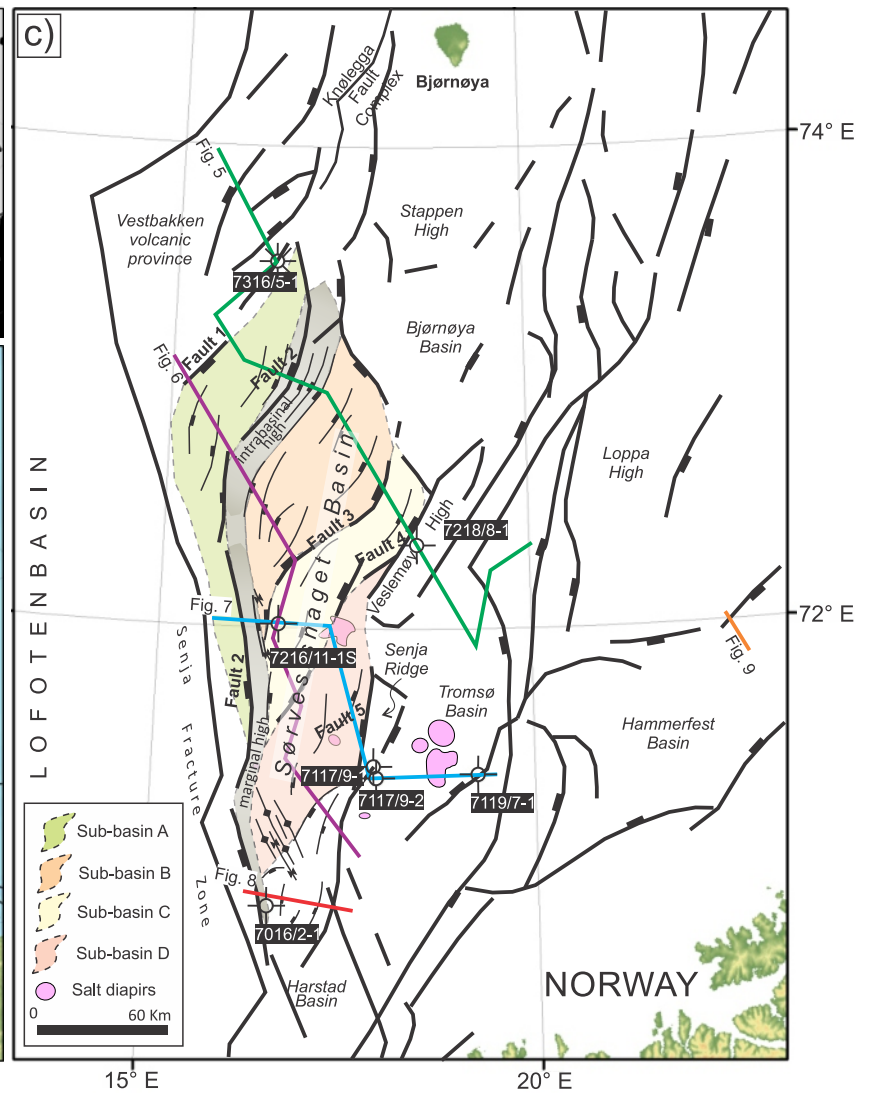 c)
Knølegga
Fault
Complex
Bjørnøya
74° E
Fig. 5
Vestbakken
volcanic
province
Stappen
High
7316/5-1
Fault 1
Fig. 6
Fault 2
Bjørnøya
Basin
intrabasinal
high
Loppa
High
LOFOTENBASIN
Sørvestsnaget Basin
Fault 3
Fault 4
Veslemøy High
7218/8-1
72° E
Fig. 7
7216/11-1S
Senja
Ridge
Fig. 9
Fault 2
Senja Fracture Zone
Tromsø
Basin
Fault 5
Hammerfest
Basin
marginal high
7117/9-1
7117/9-2
7119/7-1
Sub-basin A
Sub-basin B
Sub-basin C
Sub-basin D
Salt diapirs
0 60 Km
Fig. 8
7016/2-1
Harstad
Basin
NORWAY
15° E
20° E